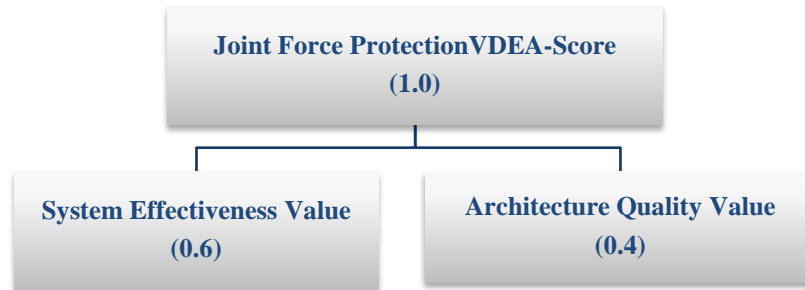 Joint Force ProtectionVDEA-Score
(1.0)
System Effectiveness Value
(0.6)
Architecture Quality Value
(0.4)